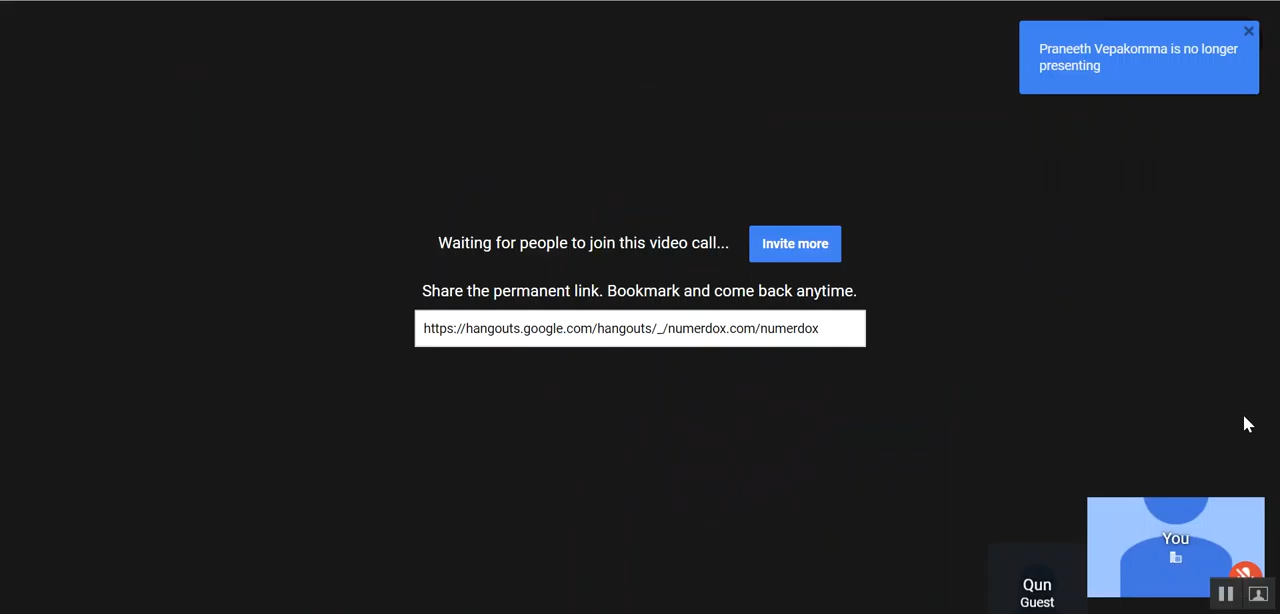 Praneeth Vepakomma is no longer
presenting
Waiting for people to join this video call...
Invite more
Share the permanent link. Bookmark and come back anytime.
https://hangouts.google.com/hangouts/_/numerdox.com/numerdox
You
Qun
Guest